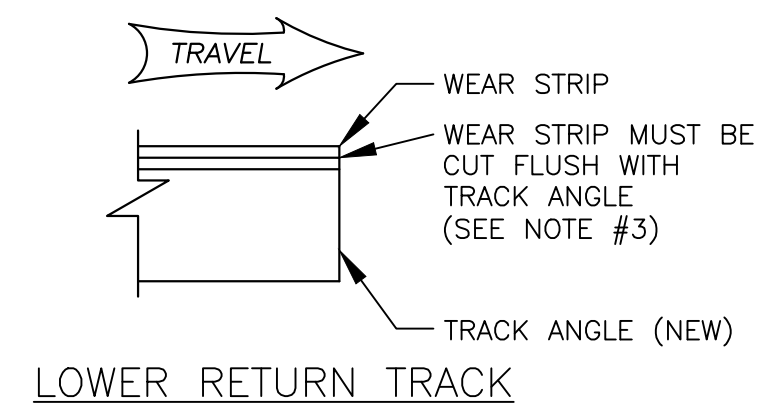 TRAVEL
WEAR STRIP
WEAR STRIP MUST BE
CUT FLUSH WITH
TRACK ANGLE
(SEE NOTE #3)
TRACK ANGLE (NEW)
LOWER RETURN TRACK